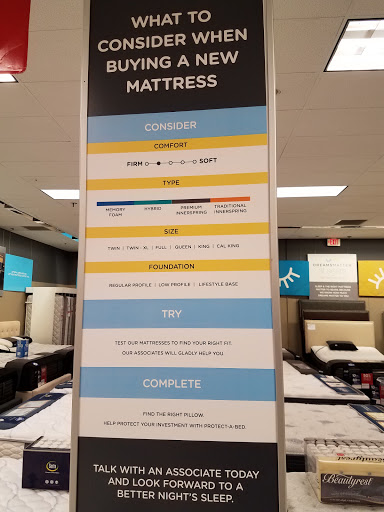 WHAT TO
CONSIDER WHEN
BUYING A NEW
MATTRESS
CONSIDER
COMFORT
FIRM SOFT
TYPE
MEMORY FOAM
HYBRID
PREMIUM INNERSPRING
TRADITIONAL INNERSPRING
SIZE
TWIN | TWIN - XL | FULL | QUEEN | KING | CAL KING
FOUNDATION
REGULAR PROFILE | LOW PROFILE | LIFESTYLE BASE
TRY
TEST OUR MATTRESSES TO FIND YOUR RIGHT FIT.
OUR ASSOCIATES WILL GLADLY HELP YOU.
COMPLETE
FIND THE RIGHT PILLOW.
HELP PROTECT YOUR INVESTMENT WITH PROTECT-A-BED.
TALK WITH AN ASSOCIATE TODAY
AND LOOK FORWARD TO A
BETTER NIGHT'S SLEEP.
EXIT
Serta
Beautyrest